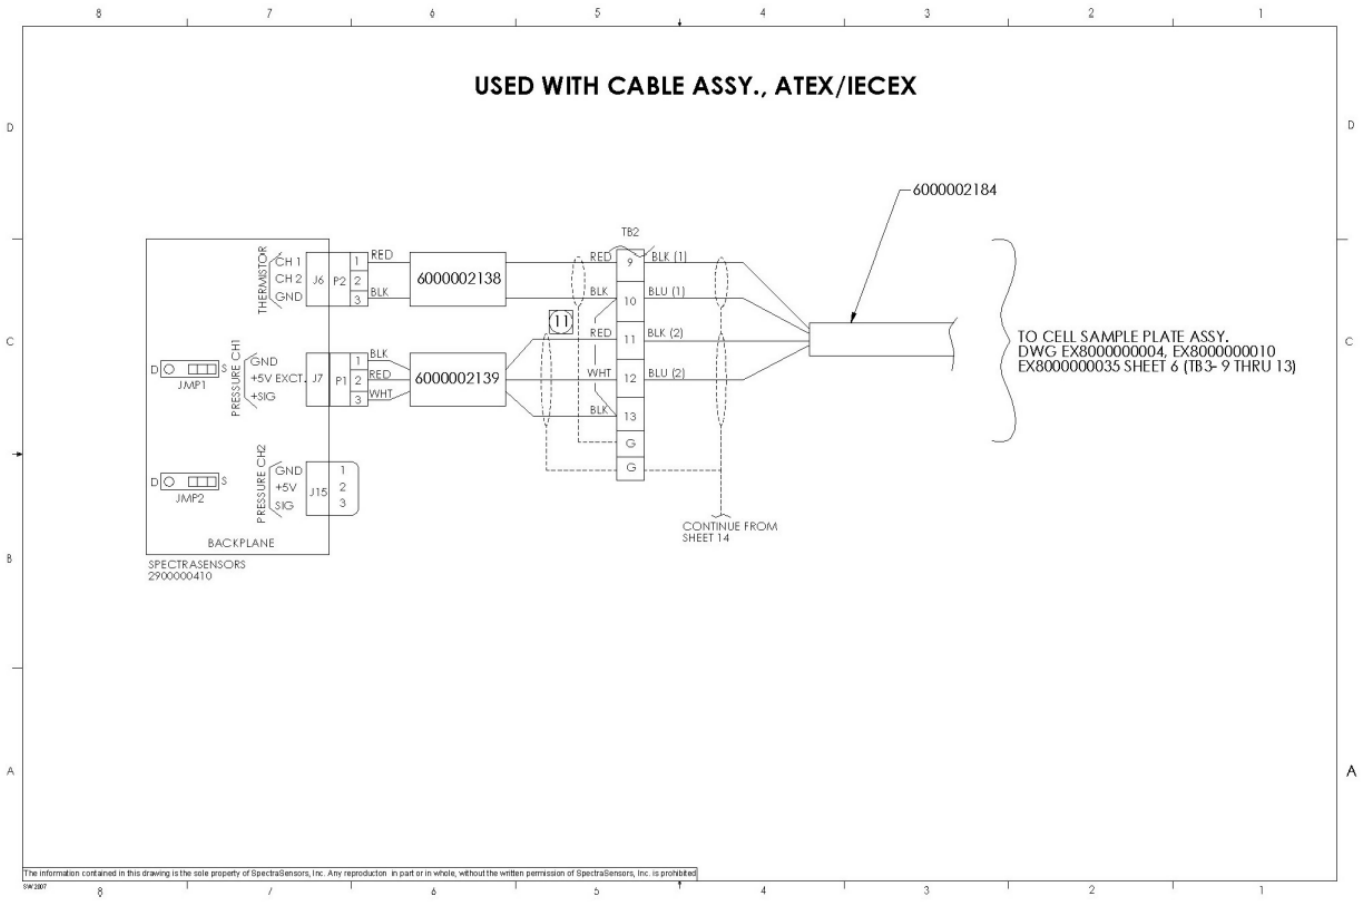 8 7 6 5 4 3 2 1
USED WITH CABLE ASSY., ATEX/IECEX
D
D
6000002184
TB2
THERMISTOR
CH 1
CH 2
GND
J6
P2
1
2
3
RED
BLK
6000002138
RED
9
BLK (1)
BLK
10
BLU (1)
11
RED
11
BLK (2)
WHT
12
BLU (2)
BLK
13
G
G
C
C
TO CELL SAMPLE PLATE ASSY.
DWG EX8000000004, EX8000000010
EX8000000035 SHEET 6 (TB3- 9 THRU 13)
D
S
JMP1
PRESSURE CH1
GND
+5V EXCT.
+SIG
J7
P1
1
2
3
BLK
RED
WHT
6000002139
D
S
JMP2
PRESSURE CH2
GND
+5V
SIG
J15
1
2
3
CONTINUE FROM
SHEET 14
BACKPLANE
SPECTRASENSORS
2900000410
B
B
A
A
The information contained in this drawing is the sole property of SpectraSensors, Inc. Any reproducton in part or in whole, without the written permission of SpectraSensors, Inc. is prohibited
SW2007
8 7 6 5 4 3 2 1